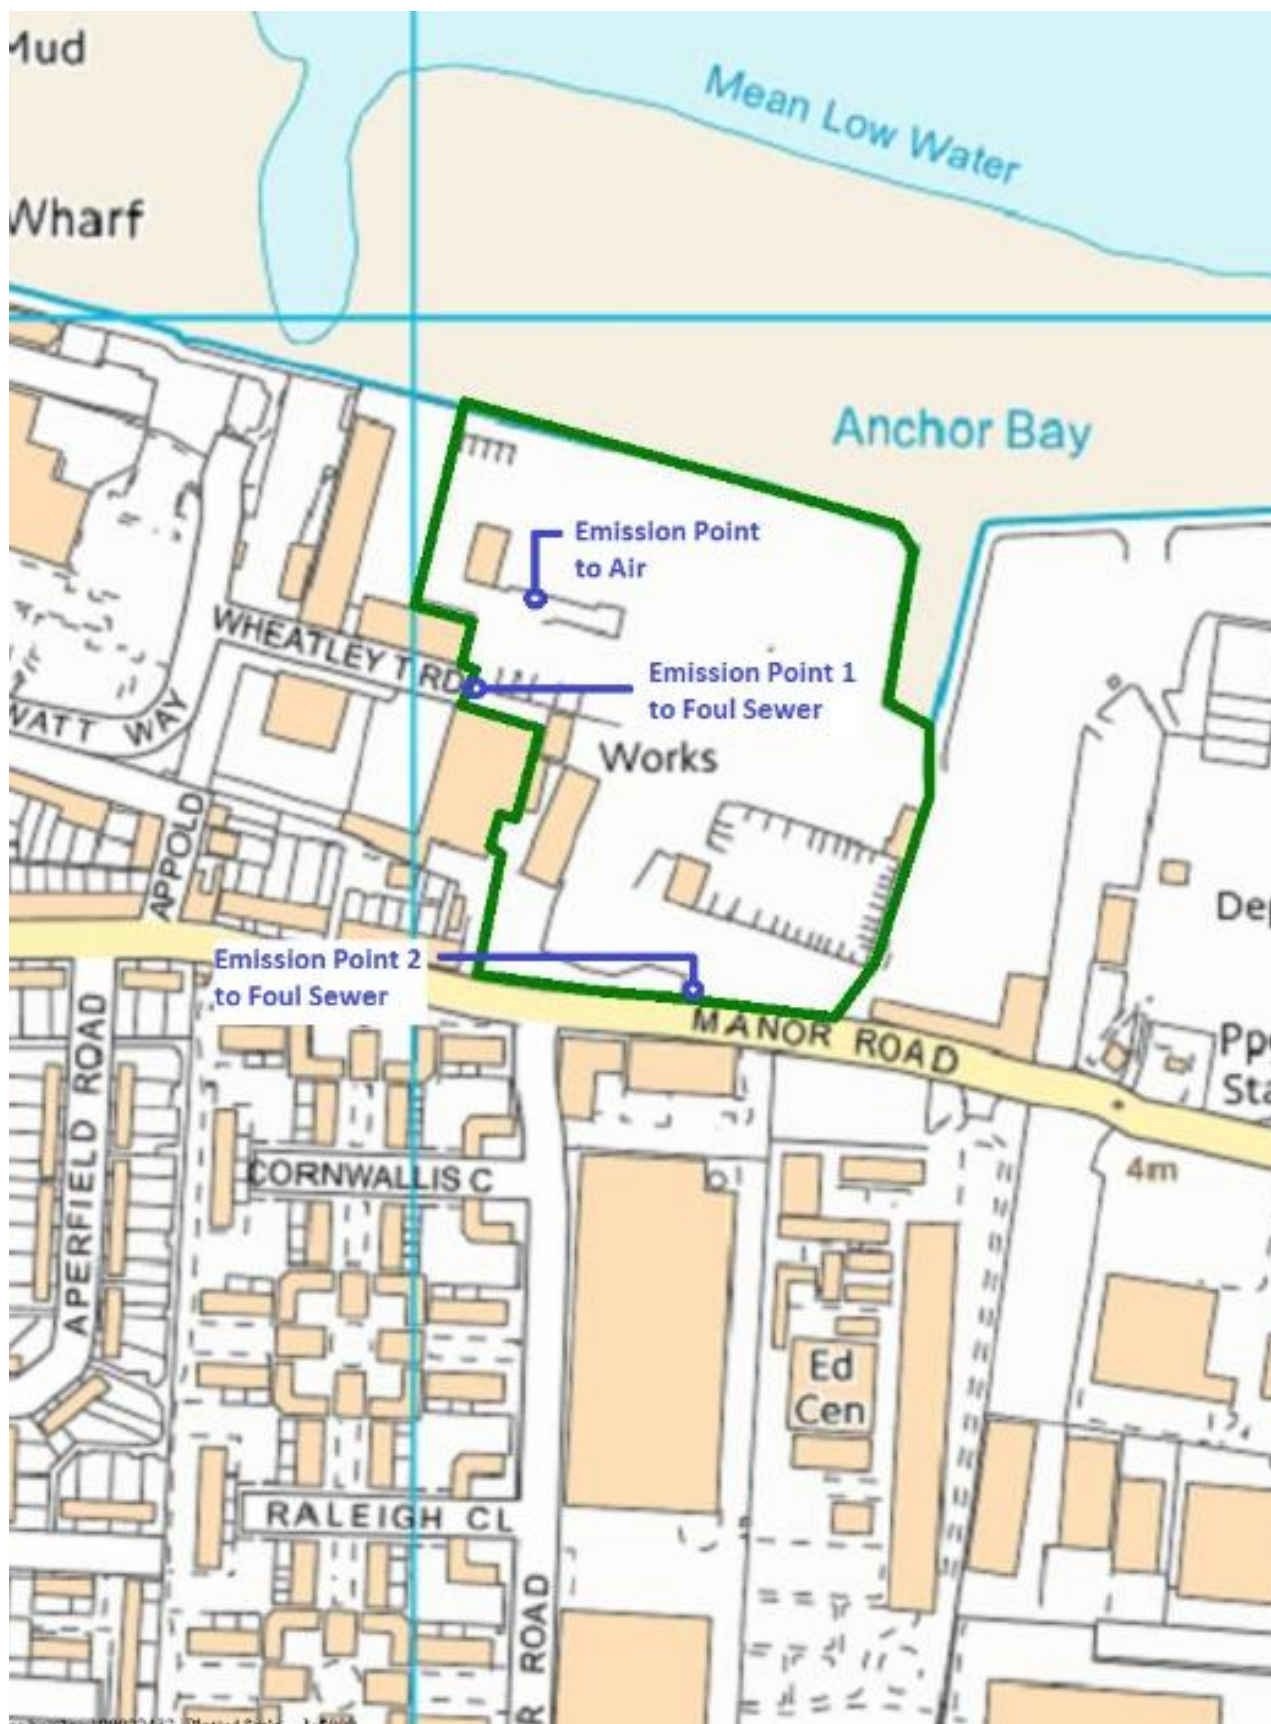 Mud
Mean Low Water
Wharf
Anchor Bay
Emission Point
to Air
WHEATLEY T RD
Emission Point 1
to Foul Sewer
WATT WAY
Works
APPOLD
Emission Point 2
to Foul Sewer
MANOR ROAD
APERFIELD ROAD
CORNWALLIS C
4m
Ed
Cen
RALEIGH CL
R ROAD